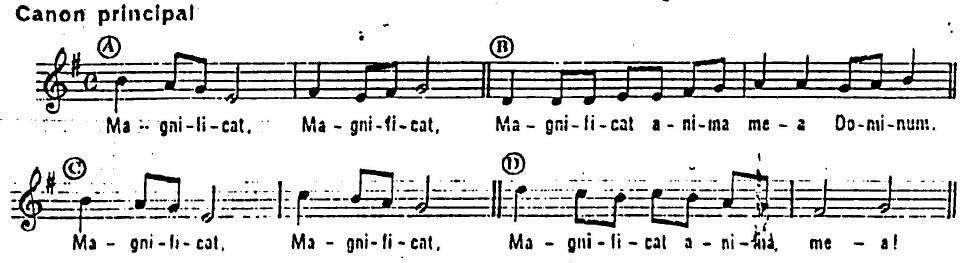 Canon principal
A B
Ma - gni-fi-cat, Ma - gni-fi-cat, Ma - gni-fi-cat a-ni-ma me-a Do-mi-num.
C D
Ma - gni-fi-cat, Ma - gni-fi-cat, Ma - gni-fi-cat a-ni-ma, me - a!